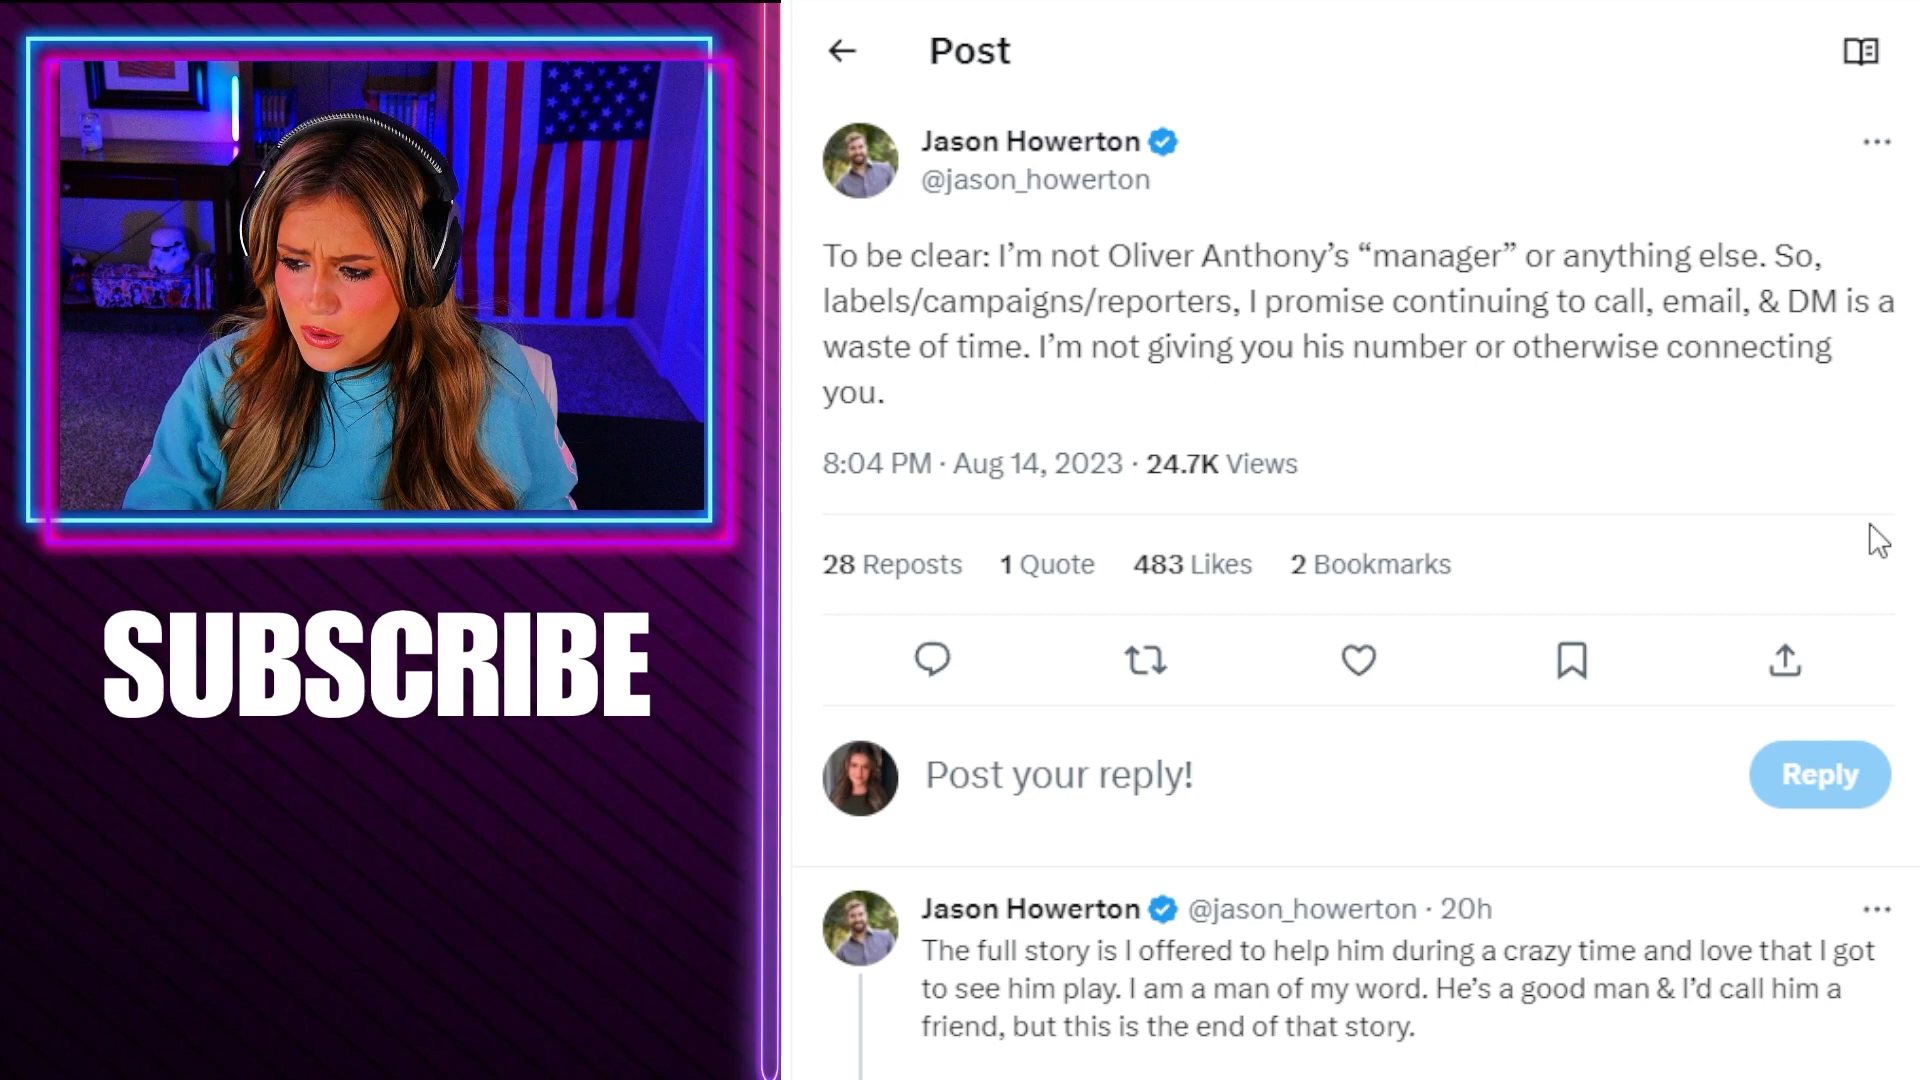 SUBSCRIBE
Post
Jason Howerton
@jason_howerton
To be clear: I’m not Oliver Anthony’s “manager” or anything else. So,
labels/campaigns/reporters, I promise continuing to call, email, & DM is a
waste of time. I’m not giving you his number or otherwise connecting
you.
8:04 PM · Aug 14, 2023 · 24.7K Views
28 Reposts 1 Quote 483 Likes 2 Bookmarks
Post your reply!
Reply
Jason Howerton @jason_howerton · 20h
The full story is I offered to help him during a crazy time and love that I got
to see him play. I am a man of my word. He’s a good man & I’d call him a
friend, but this is the end of that story.